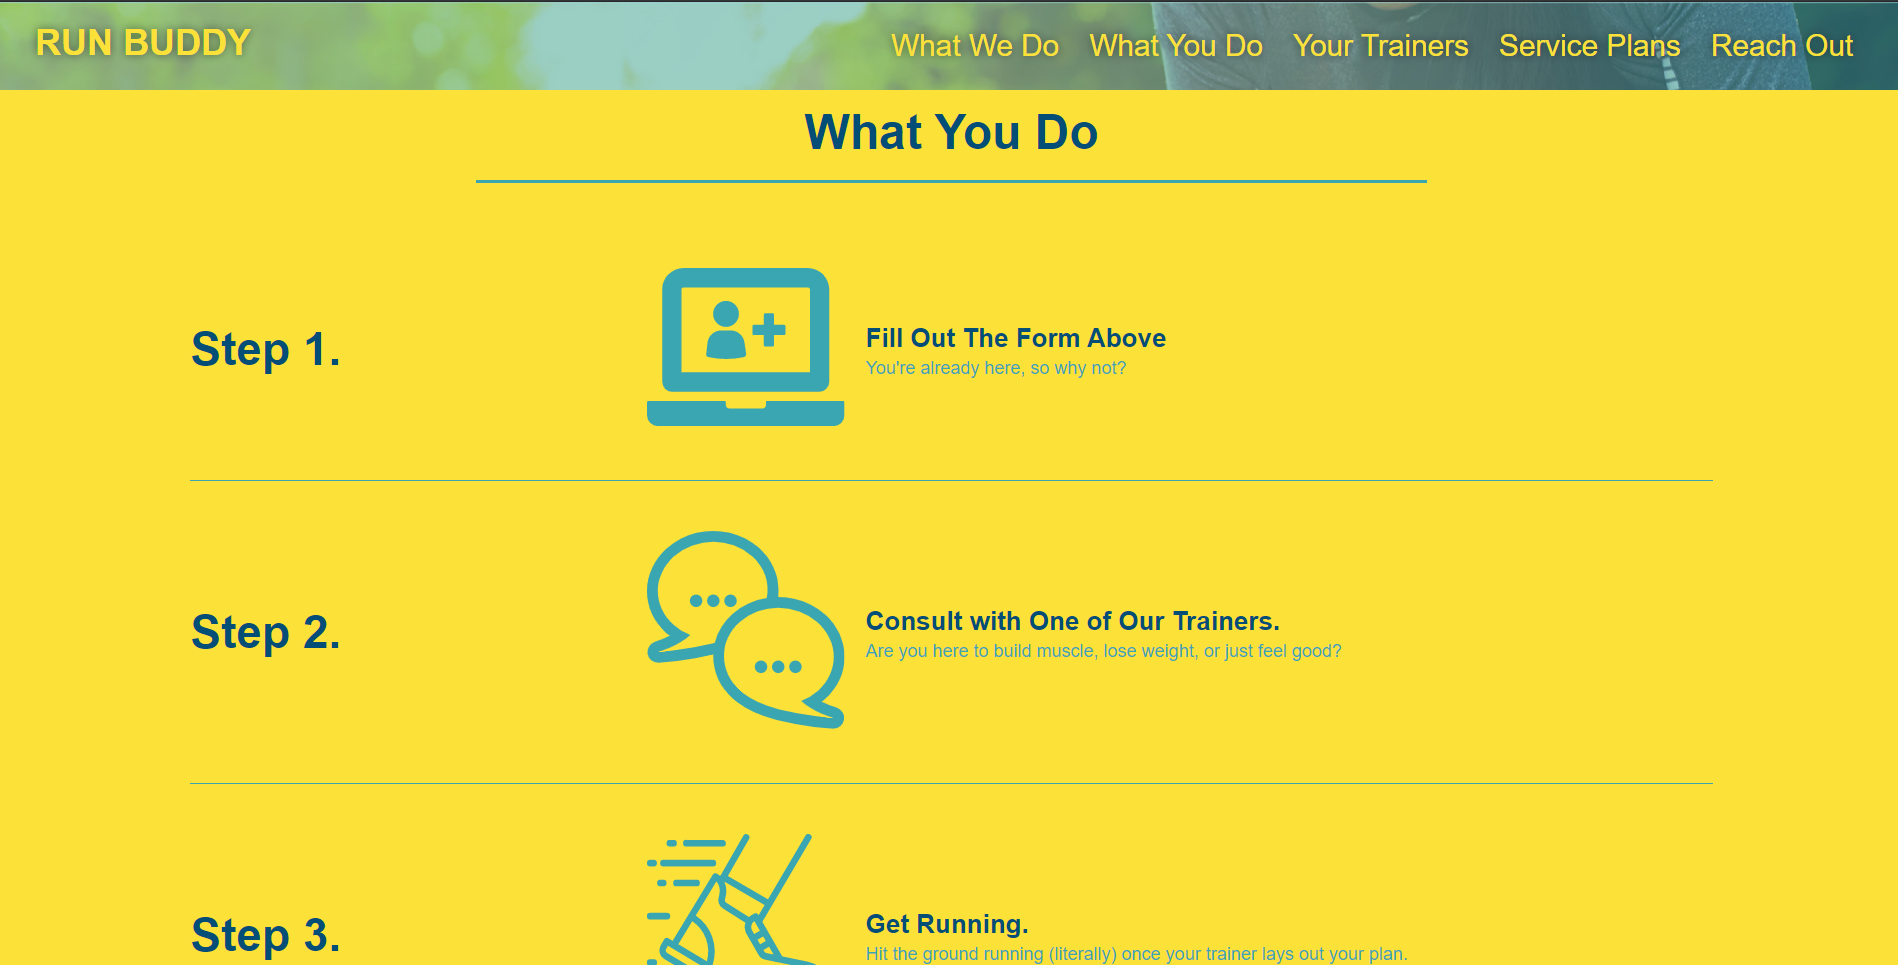 RUN BUDDY
What We Do What You Do Your Trainers Service Plans Reach Out
What You Do
Step 1.
Fill Out The Form Above
You're already here, so why not?
Step 2.
Consult with One of Our Trainers.
Are you here to build muscle, lose weight, or just feel good?
Step 3.
Get Running.
Hit the ground running (literally) once your trainer lays out your plan.